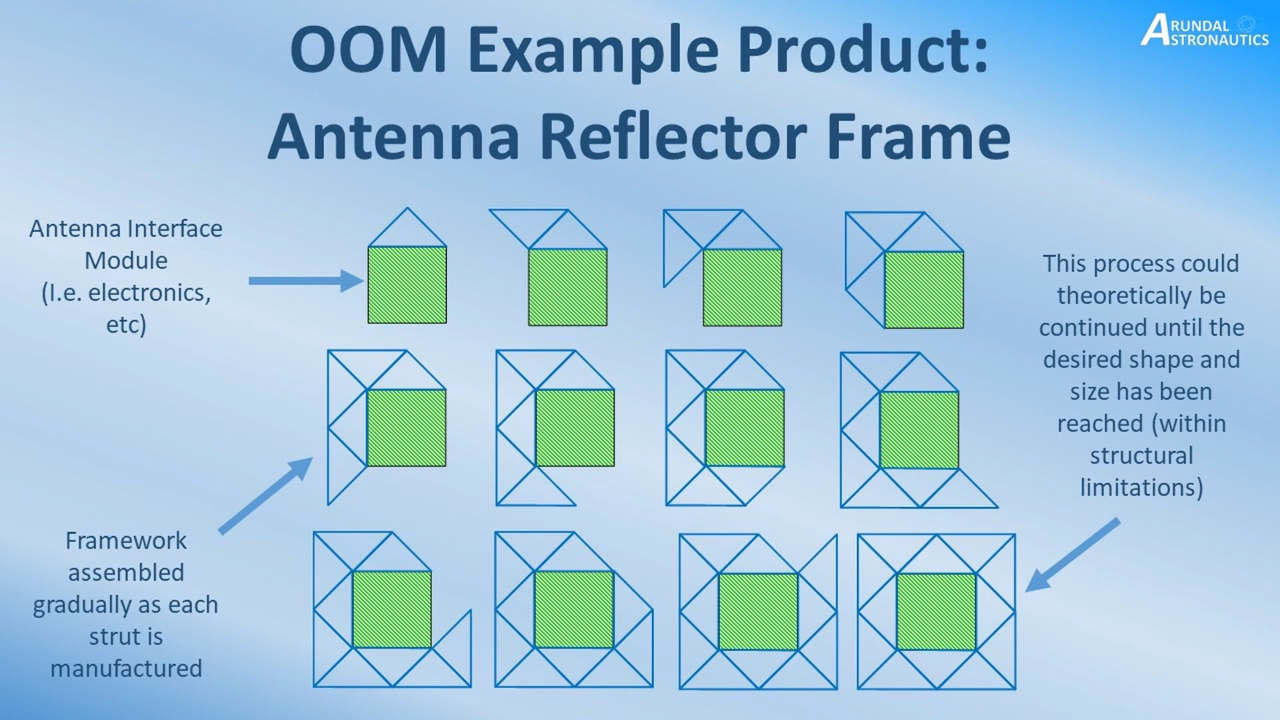 OOM Example Product:
Antenna Reflector Frame
ARUNDAL
ASTRONAUTICS
Antenna Interface
Module
(I.e. electronics,
etc)
This process could
theoretically be
continued until the
desired shape and
size has been
reached (within
structural
limitations)
Framework
assembled
gradually as each
strut is
manufactured